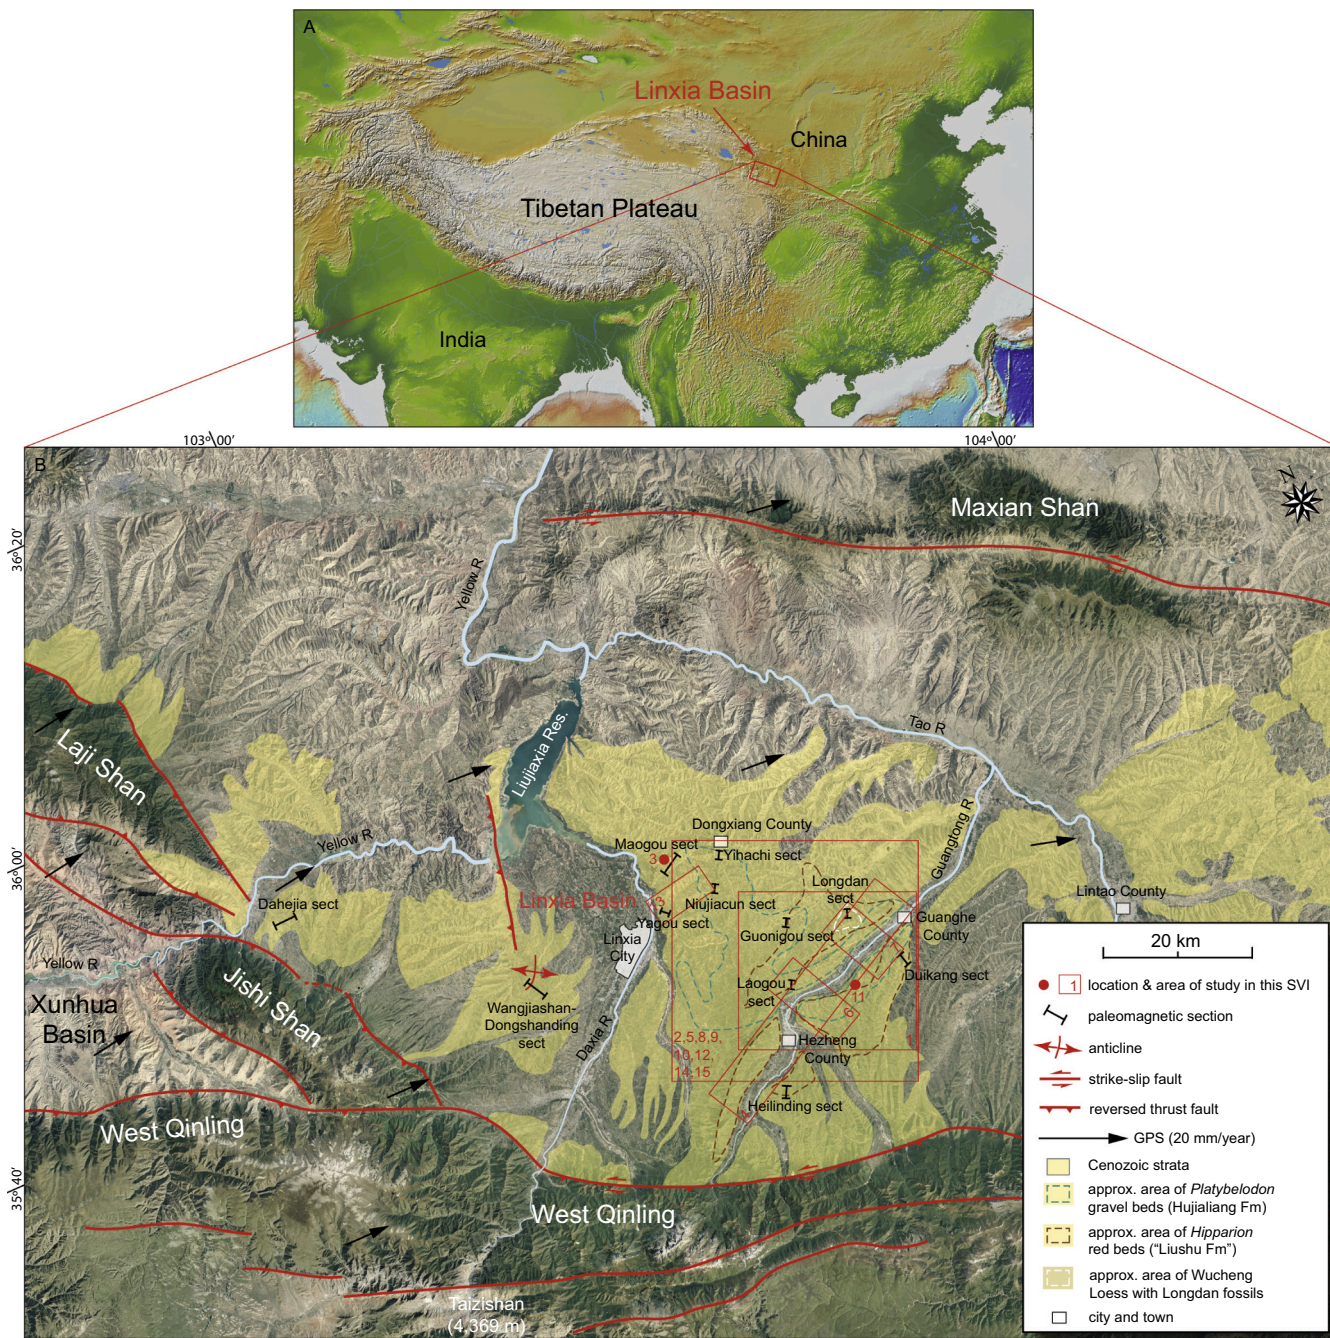 A
Linxia Basin
China
Tibetan Plateau
India
103°00'
104°00'
B
N
Maxian Shan
36°20'
Yellow R
Tao R
Laji Shan
Liujiaxia Res.
Guangtong R
Dongxiang County
Yellow R
Maogou sect
3
Yihachi sect
36°00'
Longdan
sect
Lintao County
Dahejia sect
Linxia Basin
13
Niujiacun sect
Yagou sect
Guonigou sect
Guanghe
County
Linxia
City
Yellow R
Duikang sect
Laogou
sect
11
Jishi Shan
Xunhua
Basin
Wangjiashan-
Dongshanding
sect
6
Daxia R
2,5,8,9,
10,12,
14,15
Hezheng
County
Heilinding sect
West Qinling
35°40'
West Qinling
Taizishan
(4,369 m)
20 km
1
location & area of study in this SVI
paleomagnetic section
anticline
strike-slip fault
reversed thrust fault
GPS (20 mm/year)
Cenozoic strata
approx. area of Platybelodon
gravel beds (Hujialiang Fm)
approx. area of Hipparion
red beds (“Liushu Fm”)
approx. area of Wucheng
Loess with Longdan fossils
city and town